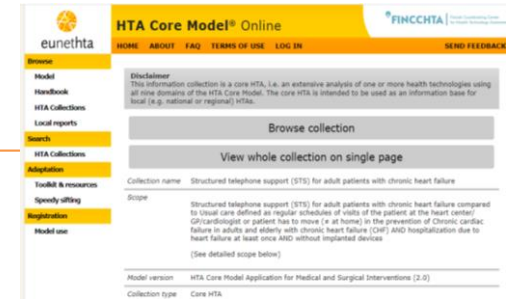 eunethta
HTA Core Model® Online
FINCCHTA
HOME ABOUT FAQ TERMS OF USE LOG IN
SEND FEEDBACK
Browse
Model
Handbook
HTA Collections
Local reports
Search
HTA Collections
Adaptation
Toolkit & resources
Speedy sifting
Registration
Model use
Disclaimer
This information collection is a core HTA, i.e. an extensive analysis of one or more health technologies using
all nine domains of the HTA Core Model. The core HTA is intended to be used as an information base for
local (e.g. national or regional) HTAs.
Browse collection
View whole collection on single page
Collection name Structured telephone support (STS) for adult patients with chronic heart failure
Scope
Structured telephone support (STS) for adult patients with chronic heart failure compared
to Usual care defined as regular schedules of visits of the patient at the heart center/
GP/cardiologist or patient has to move (≠ at home) in the prevention of Chronic cardiac
failure in adults and elderly with chronic heart failure (CHF) AND hospitalization due to
heart failure at least once AND without implanted devices
(See detailed scope below)
Model version HTA Core Model Application for Medical and Surgical Interventions (2.0)
Collection type Core HTA